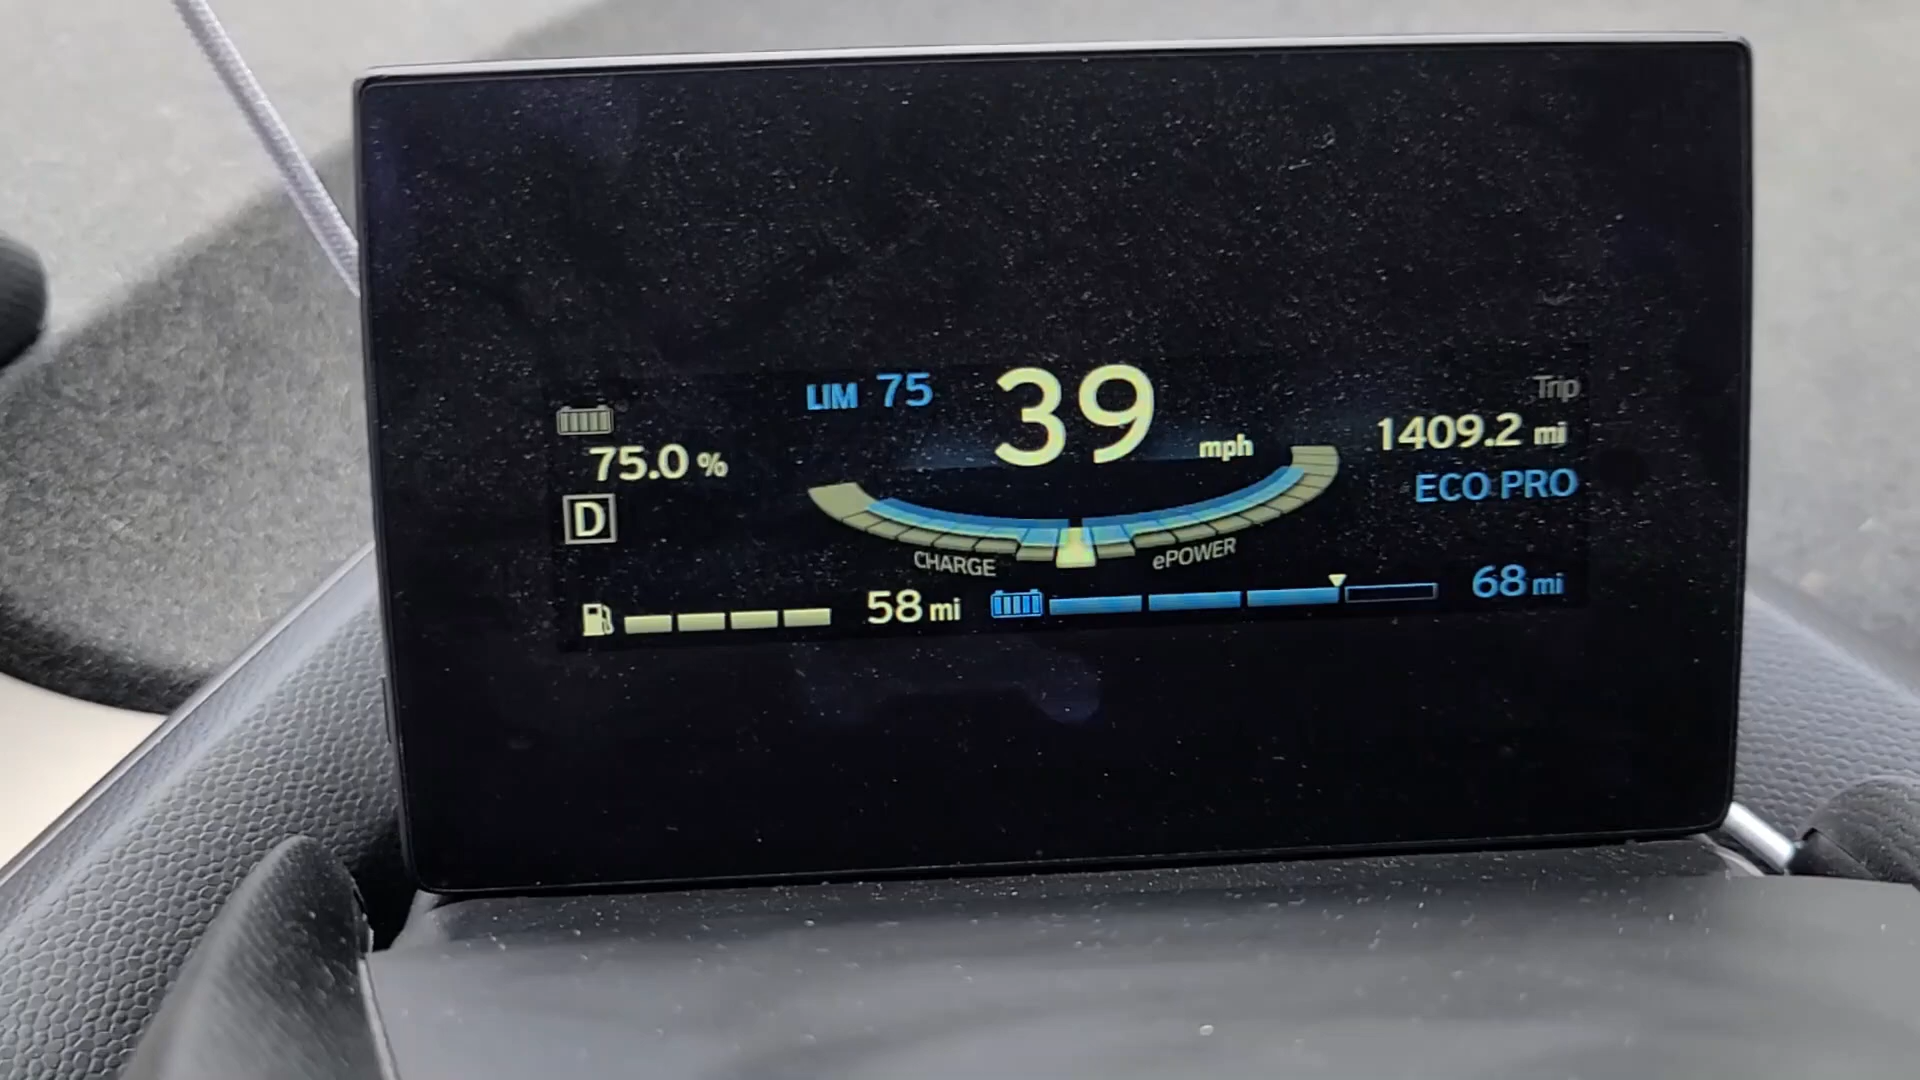 LIM 75
39 mph
Trip
1409.2 mi
75.0 %
ECO PRO
D
CHARGE
ePOWER
58 mi
68 mi